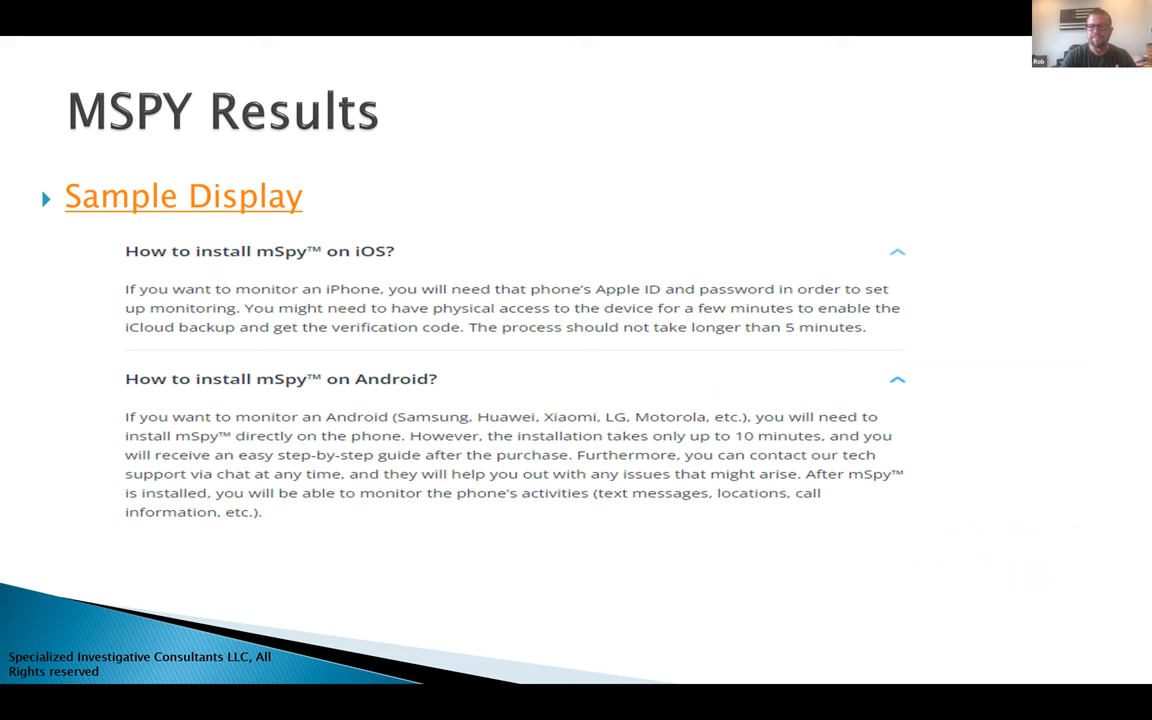 Rob
MSPY Results
Sample Display
How to install mSpy™ on iOS?
If you want to monitor an iPhone, you will need that phone's Apple ID and password in order to set
up monitoring. You might need to have physical access to the device for a few minutes to enable the
iCloud backup and get the verification code. The process should not take longer than 5 minutes.
How to install mSpy™ on Android?
If you want to monitor an Android (Samsung, Huawei, Xiaomi, LG, Motorola, etc.), you will need to
install mSpy™ directly on the phone. However, the installation takes only up to 10 minutes, and you
will receive an easy step-by-step guide after the purchase. Furthermore, you can contact our tech
support via chat at any time, and they will help you out with any issues that might arise. After mSpy™
is installed, you will be able to monitor the phone's activities (text messages, locations, call
information, etc.).
Specialized Investigative Consultants LLC, All
Rights reserved